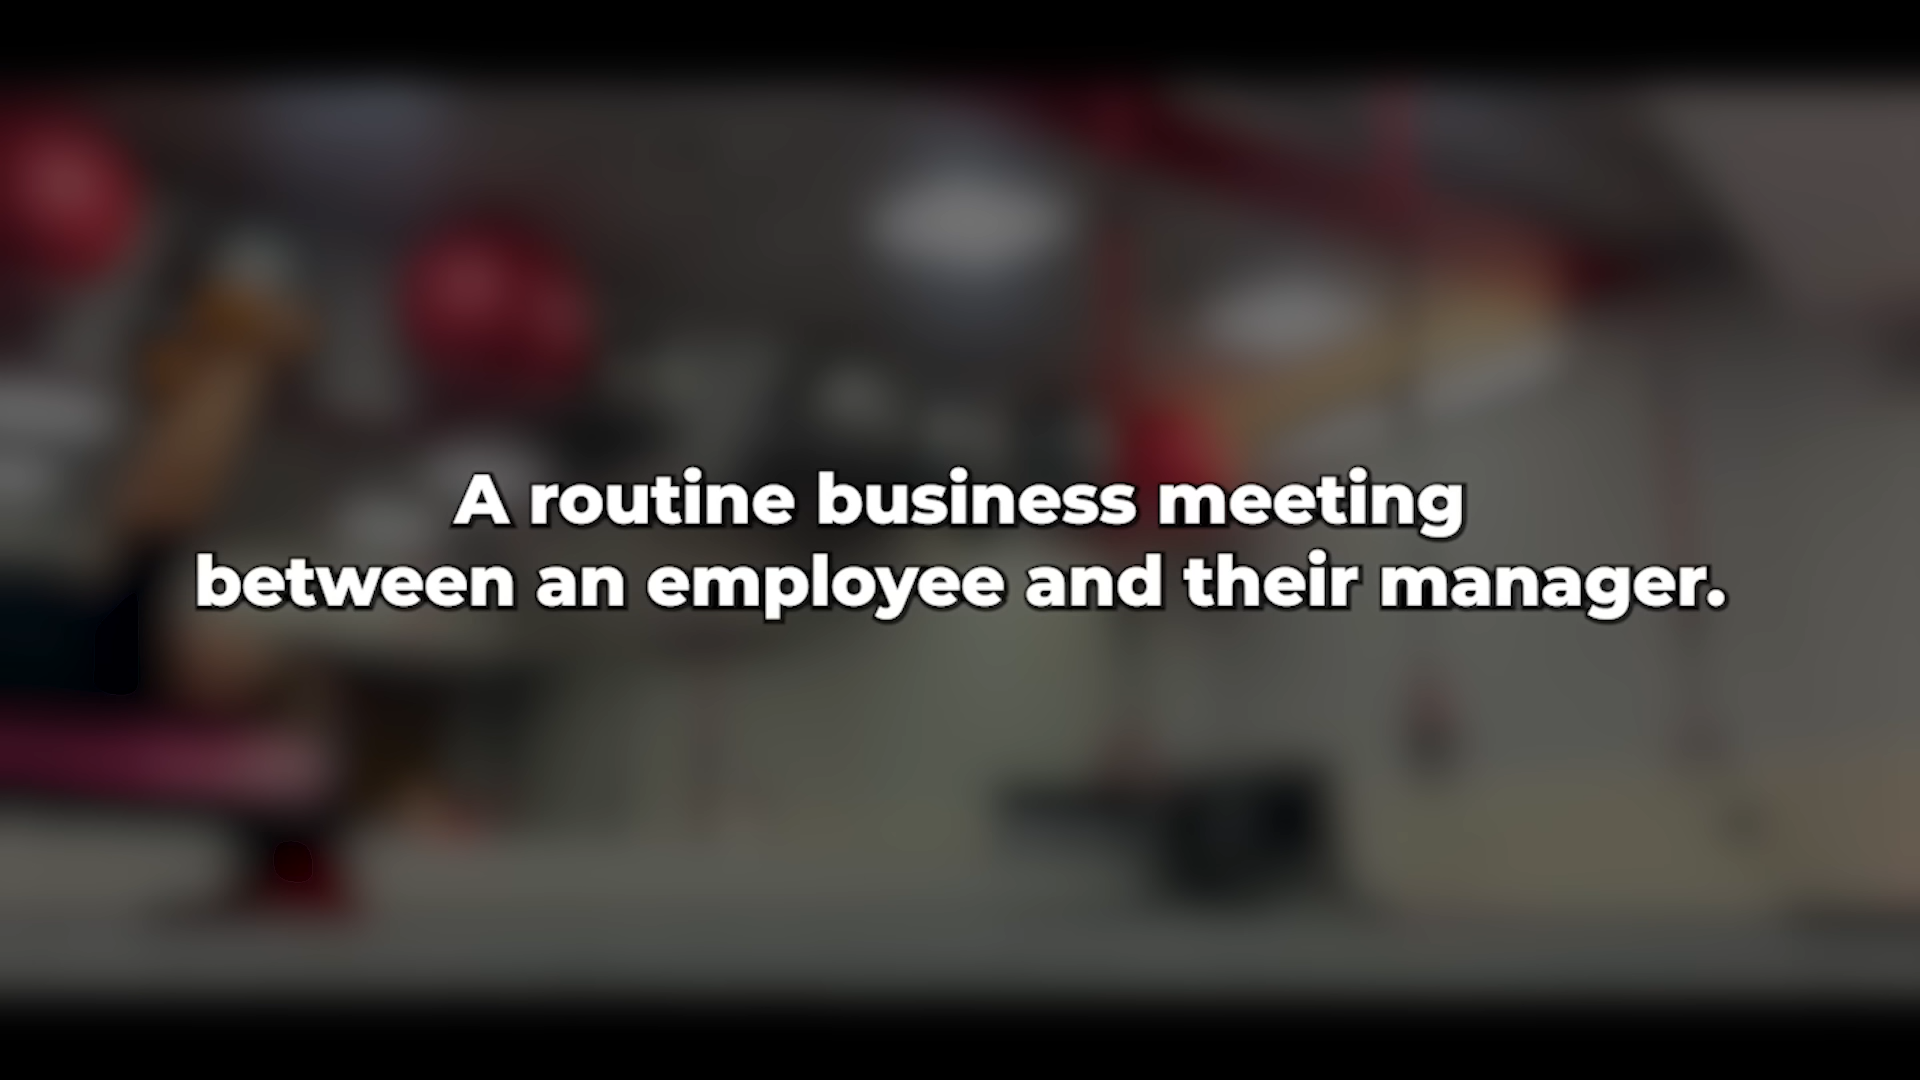 A routine business meeting
between an employee and their manager.